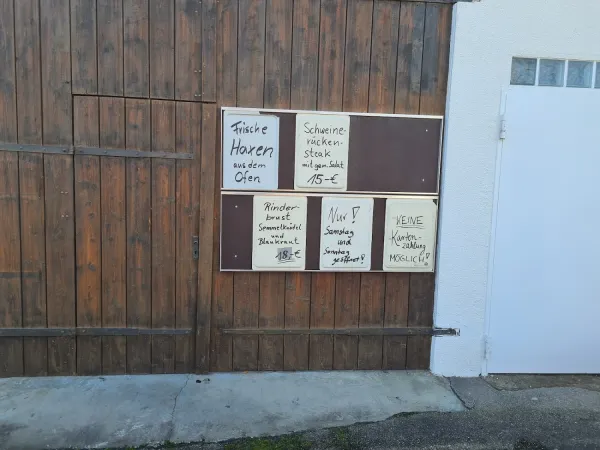 Frische
Haxen
aus dem
Ofen
Schweine-
rücken-
steak
mit gem. Salat
15.-€
Rinder
brust
Semmelknödel
und
Blaukraut
18.-€
Nur!
Samstag
und
Sonntag
geöffnet!
KEINE
Karten-
zahlung
MÖGLICH!